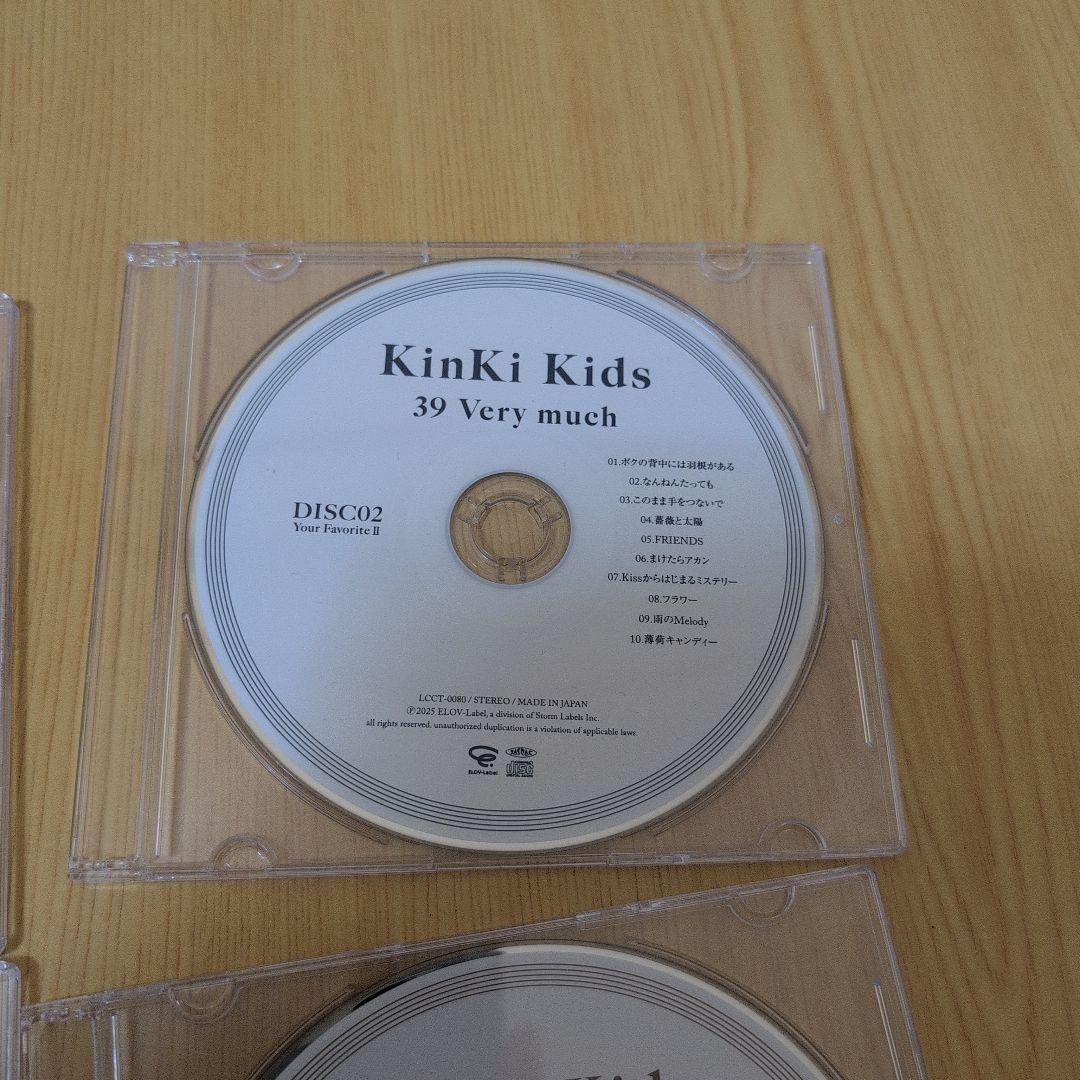 KinKi Kids
39 Very much
DISC02
Your Favorite Ⅱ
01.ボクの背中には羽根がある
02.なんねんたっても
03.このまま手をつないで
04.薔薇と太陽
05.FRIENDS
06.まけたらアカン
07.Kissからはじまるミステリー
08.フラワー
09.雨のMelody
10.薄荷キャンディー
LCCT-0080 / STEREO / MADE IN JAPAN
Ⓟ2025 ELOV-Label, a division of Storm Labels Inc.
all rights reserved. unauthorized duplication is a violation of applicable laws.
ELOV-Label
JASRAC
COMPACT
disc
DIGITAL AUDIO